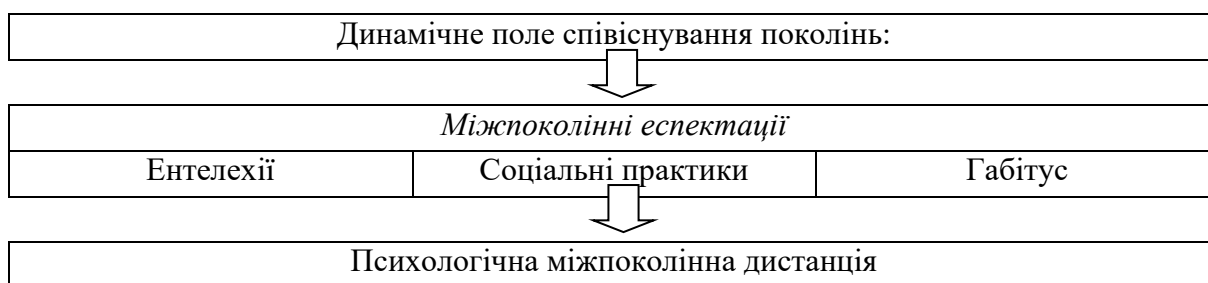 Динамічне поле співіснування поколінь:
Міжпоколінні еспектації
Ентелехії Соціальні практики Габітус
Психологічна міжпоколінна дистанція